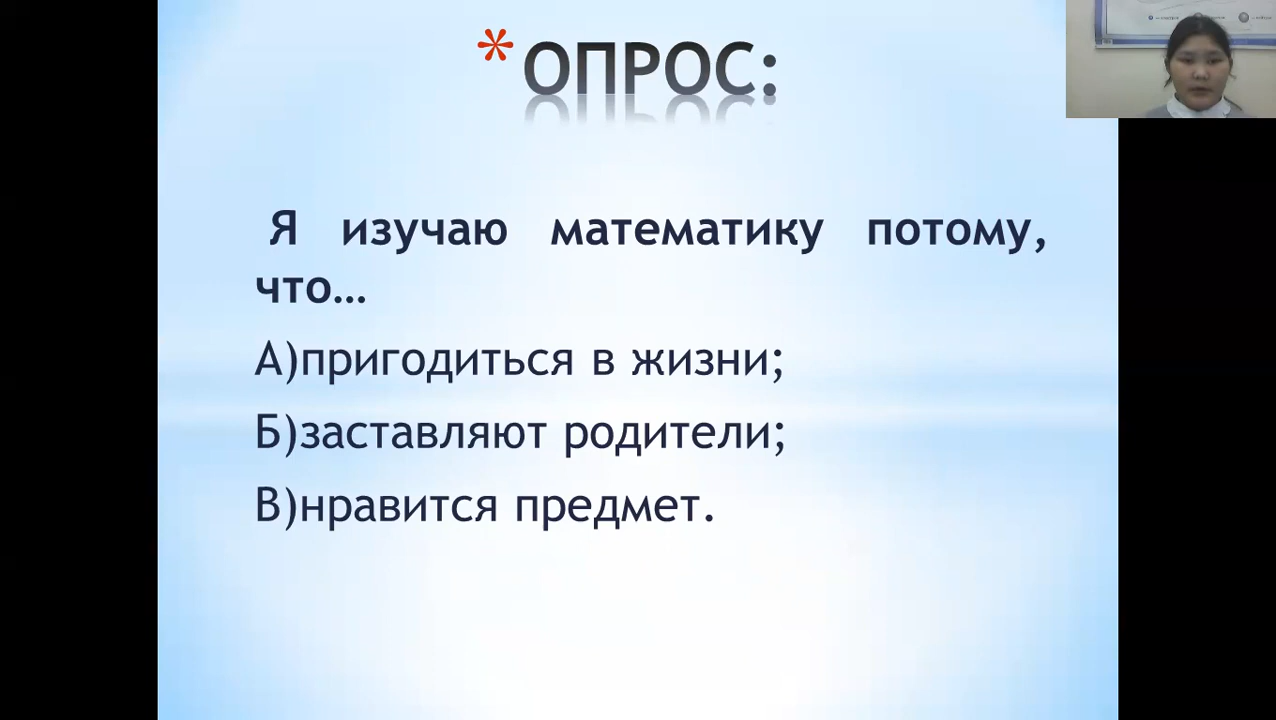 * ОПРОС:
Я изучаю математику потому,
что…
А)пригодиться в жизни;
Б)заставляют родители;
В)нравится предмет.